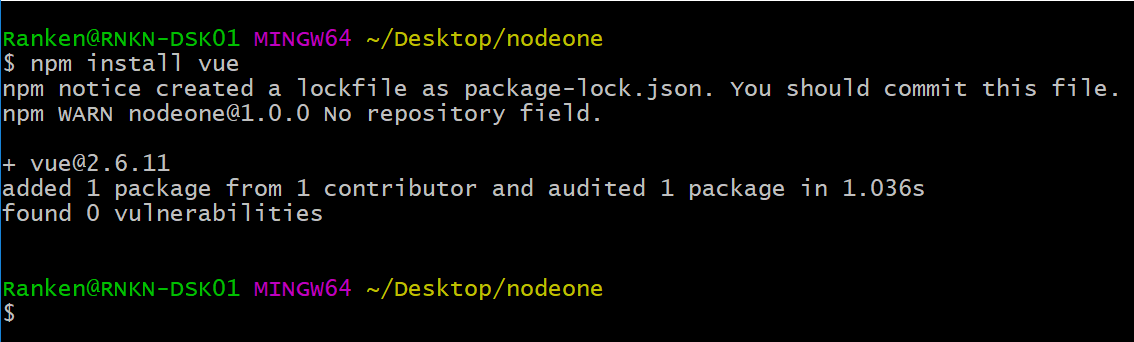 Ranken@RNKN-DSK01 MINGW64 ~/Desktop/nodeone
$ npm install vue
npm notice created a lockfile as package-lock.json. You should commit this file.
npm WARN nodeone@1.0.0 No repository field.
+ vue@2.6.11
added 1 package from 1 contributor and audited 1 package in 1.036s
found 0 vulnerabilities
Ranken@RNKN-DSK01 MINGW64 ~/Desktop/nodeone
$